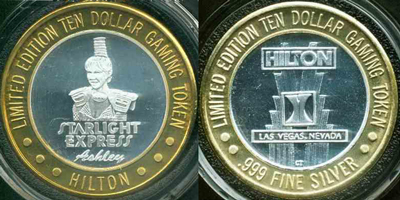 LIMITED EDITION TEN DOLLAR GAMING TOKEN
STARLIGHT
EXPRESS
Ashley
HILTON
LIMITED EDITION TEN DOLLAR GAMING TOKEN
HILTON
LAS VEGAS, NEVADA
CT
.999 FINE SILVER